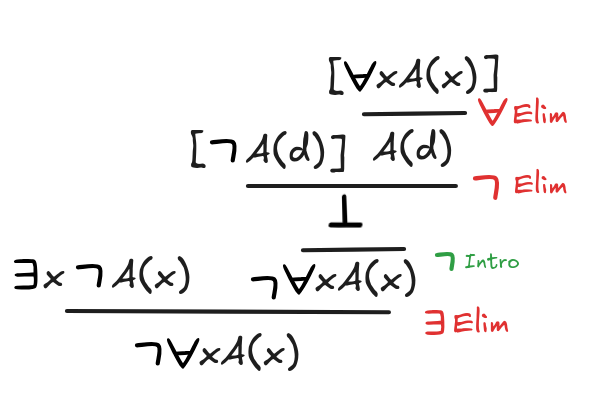 [∀xA(x)]
∀ Elim
[¬A(d)] A(d)
¬ Elim
⊥
¬ Intro
∃x¬A(x) ¬∀xA(x)
∃ Elim
¬∀xA(x)